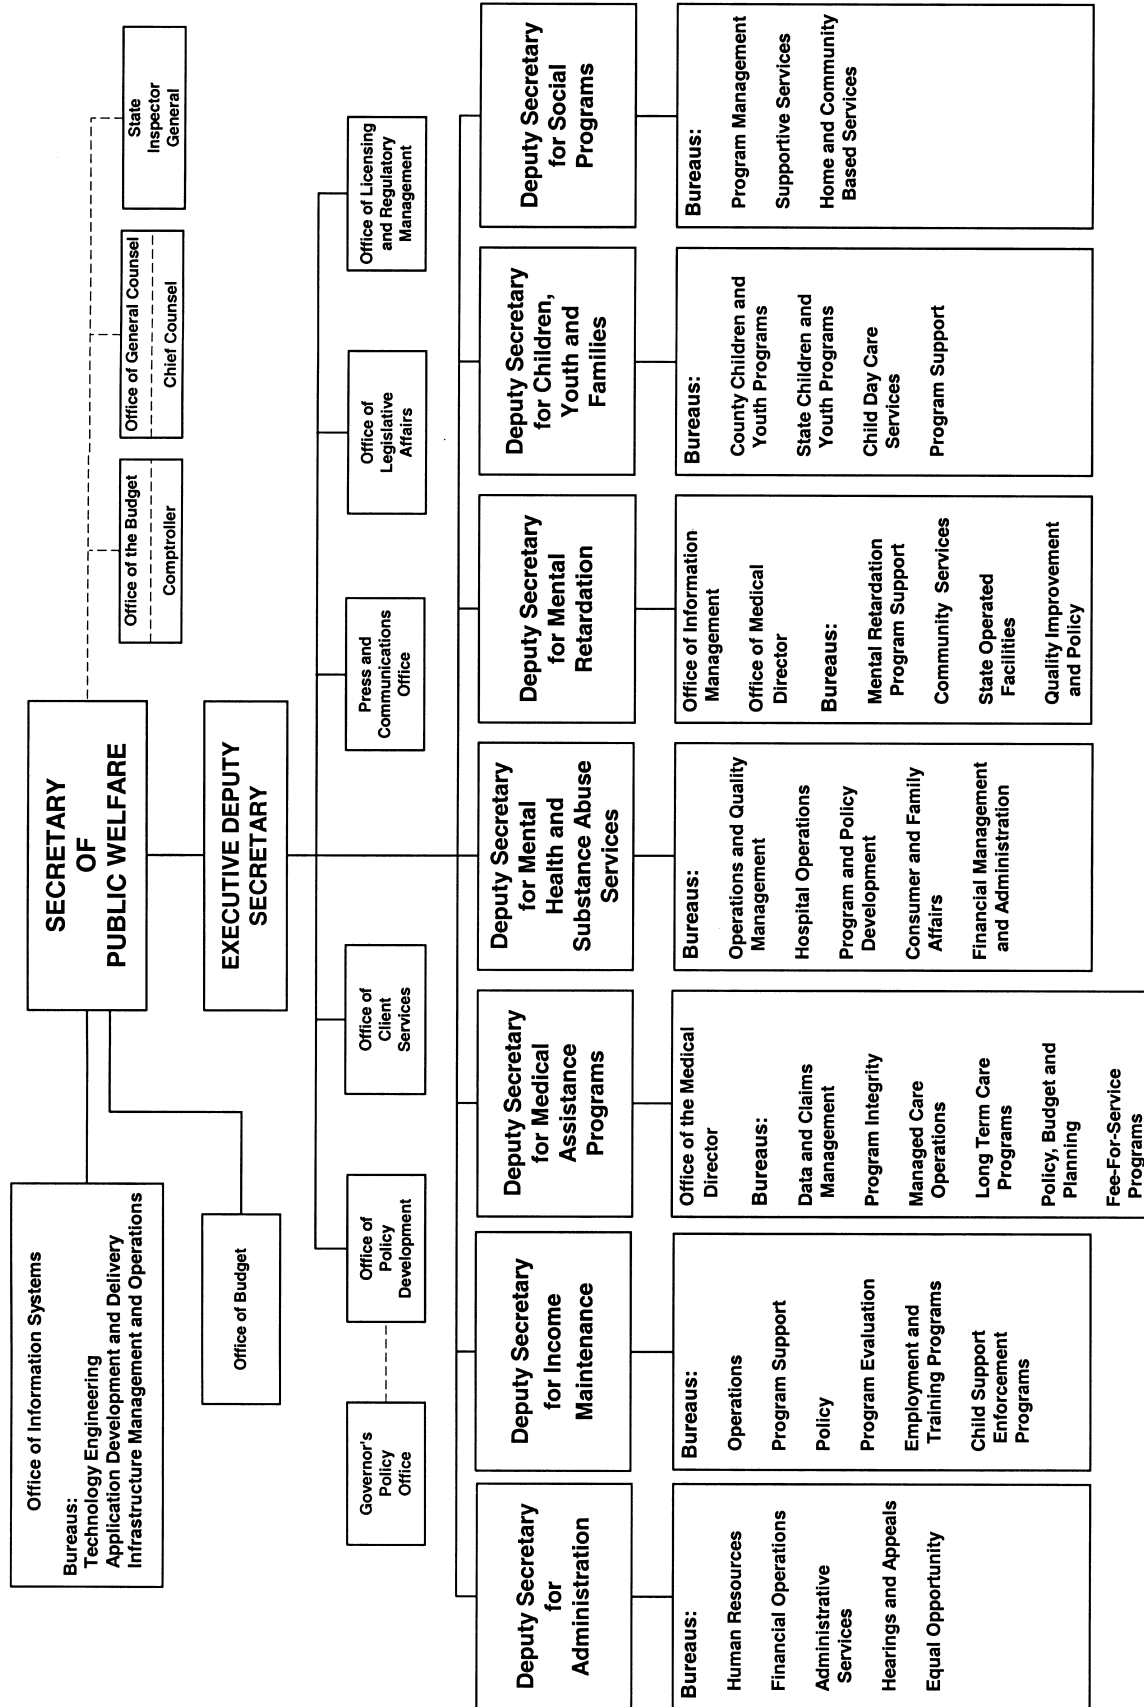 SECRETARY
OF
PUBLIC WELFARE
Office of Information Systems
Bureaus:
Technology Engineering
Application Development and Delivery
Infrastructure Management and Operations
Office of Budget
Office of the Budget
Comptroller
Office of General Counsel
Chief Counsel
State
Inspector
General
EXECUTIVE DEPUTY
SECRETARY
Governor's
Policy
Office
Office of
Policy
Development
Office of
Client
Services
Press and
Communications
Office
Office of
Legislative
Affairs
Office of Licensing
and Regulatory
Management
Deputy Secretary
for
Administration
Bureaus:
Human Resources
Financial Operations
Administrative
Services
Hearings and Appeals
Equal Opportunity
Deputy Secretary
for Income
Maintenance
Bureaus:
Operations
Program Support
Policy
Program Evaluation
Employment and
Training Programs
Child Support
Enforcement
Programs
Deputy Secretary
for Medical
Assistance
Programs
Office of the Medical
Director
Bureaus:
Data and Claims
Management
Program Integrity
Managed Care
Operations
Long Term Care
Programs
Policy, Budget and
Planning
Fee-For-Service
Programs
Deputy Secretary
for Mental
Health and
Substance Abuse
Services
Bureaus:
Operations and Quality
Management
Hospital Operations
Program and Policy
Development
Consumer and Family
Affairs
Financial Management
and Administration
Deputy Secretary
for Mental
Retardation
Office of Information
Management
Office of Medical
Director
Bureaus:
Mental Retardation
Program Support
Community Services
State Operated
Facilities
Quality Improvement
and Policy
Deputy Secretary
for Children,
Youth and
Families
Bureaus:
County Children and
Youth Programs
State Children and
Youth Programs
Child Day Care
Services
Program Support
Deputy Secretary
for Social
Programs
Bureaus:
Program Management
Supportive Services
Home and Community
Based Services